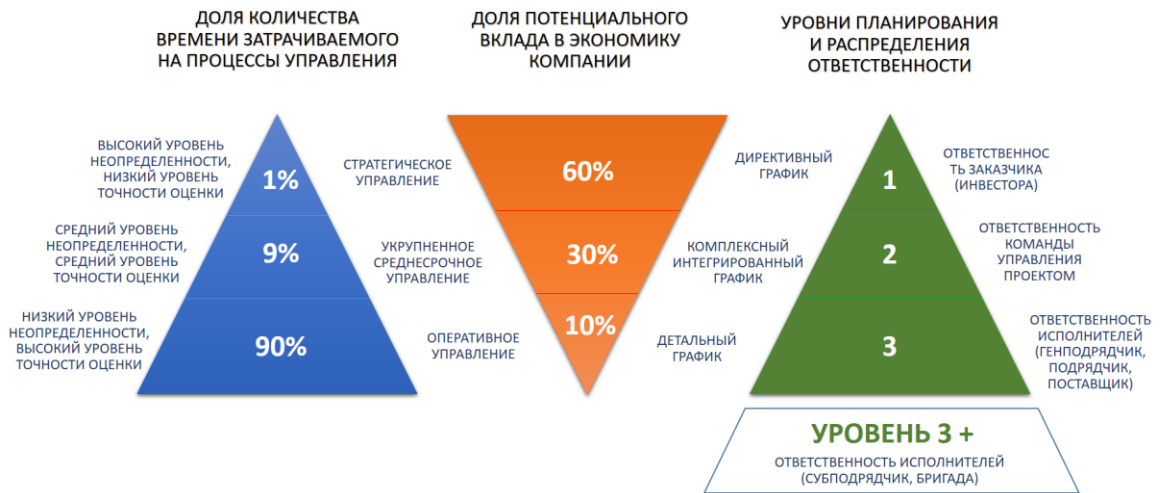 ДОЛЯ КОЛИЧЕСТВА
ВРЕМЕНИ ЗАТРАЧИВАЕМОГО
НА ПРОЦЕССЫ УПРАВЛЕНИЯ
ДОЛЯ ПОТЕНЦИАЛЬНОГО
ВКЛАДА В ЭКОНОМИКУ
КОМПАНИИ
УРОВНИ ПЛАНИРОВАНИЯ
И РАСПРЕДЕЛЕНИЯ
ОТВЕТСТВЕННОСТИ
ВЫСОКИЙ УРОВЕНЬ
НЕОПРЕДЕЛЕННОСТИ,
НИЗКИЙ УРОВЕНЬ
ТОЧНОСТИ ОЦЕНКИ
1%
СТРАТЕГИЧЕСКОЕ
УПРАВЛЕНИЕ
60%
ДИРЕКТИВНЫЙ
ГРАФИК
1
ОТВЕТСТВЕННОС
ТЬ ЗАКАЗЧИКА
(ИНВЕСТОРА)
СРЕДНИЙ УРОВЕНЬ
НЕОПРЕДЕЛЕННОСТИ,
СРЕДНИЙ УРОВЕНЬ
ТОЧНОСТИ ОЦЕНКИ
9%
УКРУПНЕННОЕ
СРЕДНЕСРОЧНОЕ
УПРАВЛЕНИЕ
30%
КОМПЛЕКСНЫЙ
ИНТЕГРИРОВАННЫЙ
ГРАФИК
2
ОТВЕТСТВЕННОСТЬ
КОМАНДЫ
УПРАВЛЕНИЯ
ПРОЕКТОМ
НИЗКИЙ УРОВЕНЬ
НЕОПРЕДЕЛЕННОСТИ,
ВЫСОКИЙ УРОВЕНЬ
ТОЧНОСТИ ОЦЕНКИ
90%
ОПЕРАТИВНОЕ
УПРАВЛЕНИЕ
10%
ДЕТАЛЬНЫЙ
ГРАФИК
3
ОТВЕТСТВЕННОСТЬ
ИСПОЛНИТЕЛЕЙ
(ГЕНПОДРЯДЧИК,
ПОДРЯДЧИК,
ПОСТАВЩИК)
УРОВЕНЬ 3 +
ОТВЕТСТВЕННОСТЬ ИСПОЛНИТЕЛЕЙ
(СУБПОДРЯДЧИК, БРИГАДА)